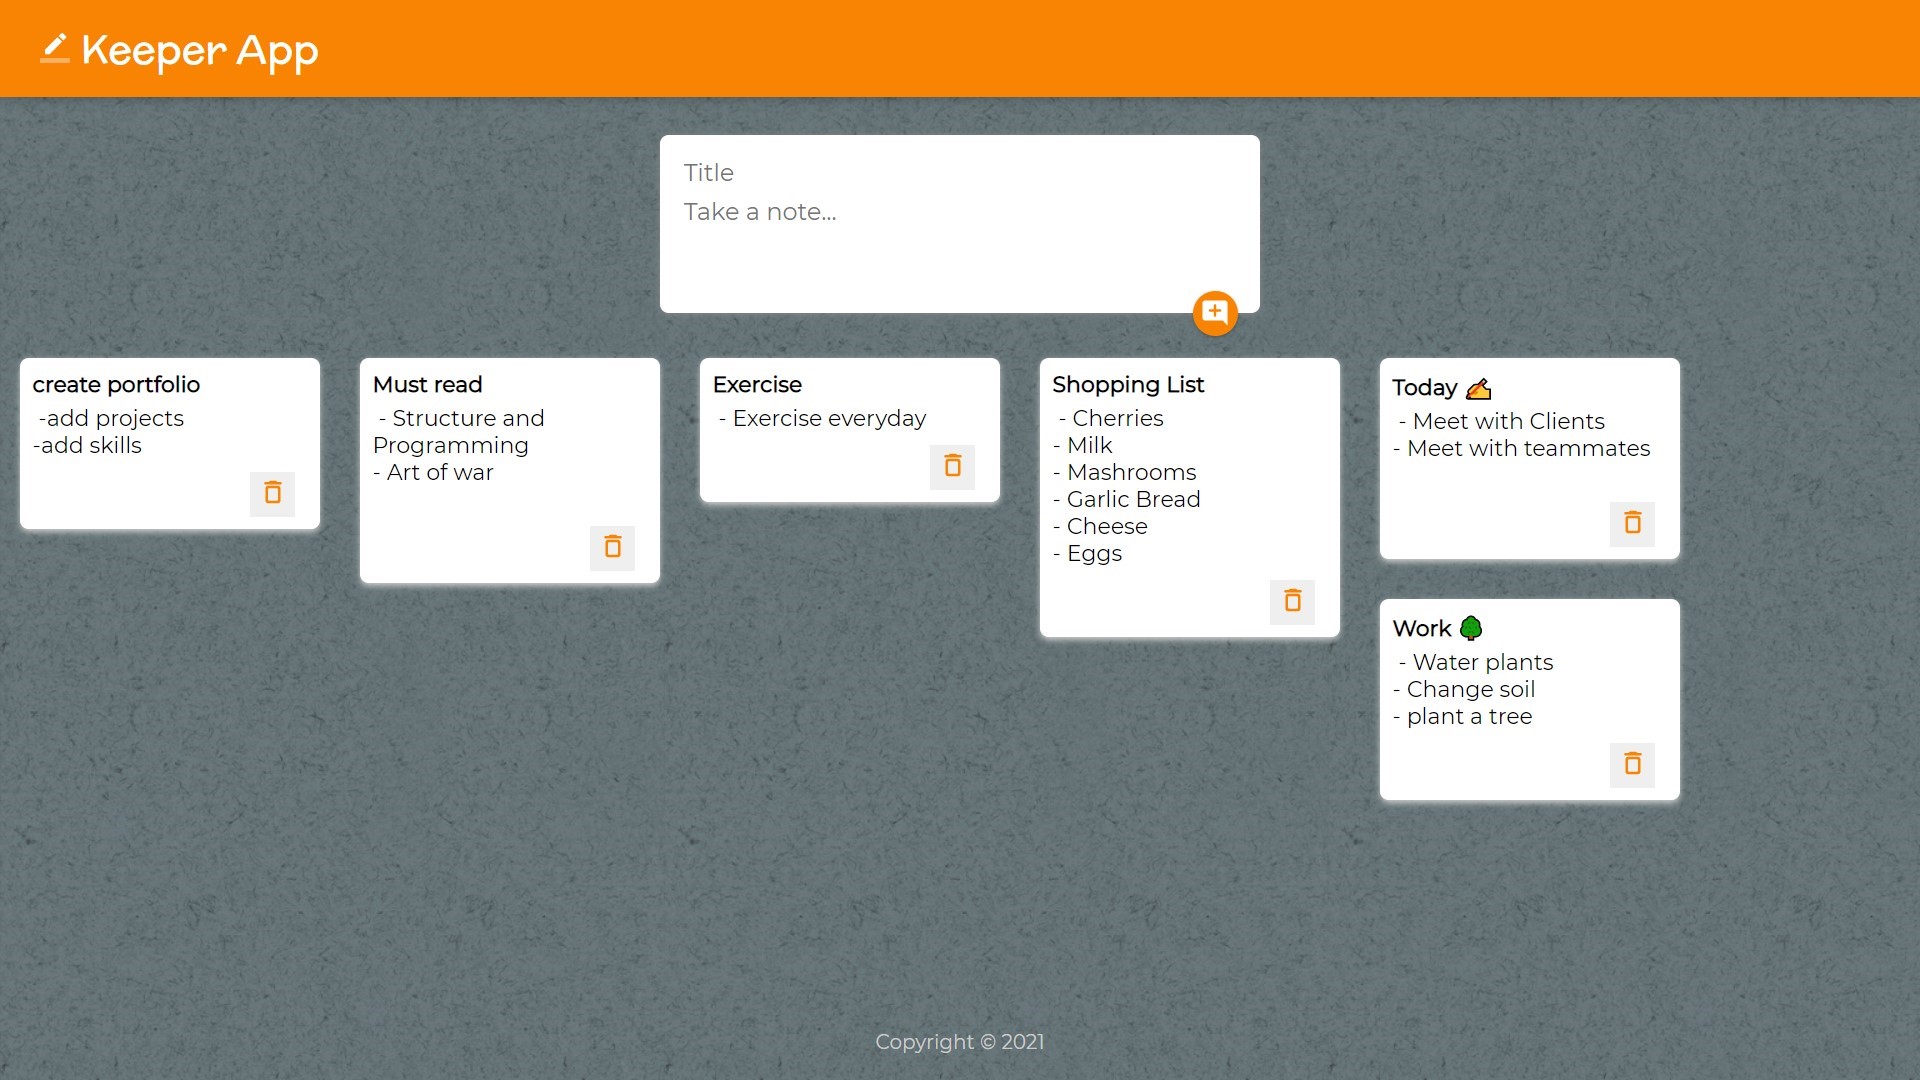 Keeper App
Title
Take a note...
create portfolio
-add projects
-add skills
Must read
- Structure and
Programming
- Art of war
Exercise
- Exercise everyday
Shopping List
- Cherries
- Milk
- Mashrooms
- Garlic Bread
- Cheese
- Eggs
Today ✍
- Meet with Clients
- Meet with teammates
Work 🌳
- Water plants
- Change soil
- plant a tree
Copyright © 2021